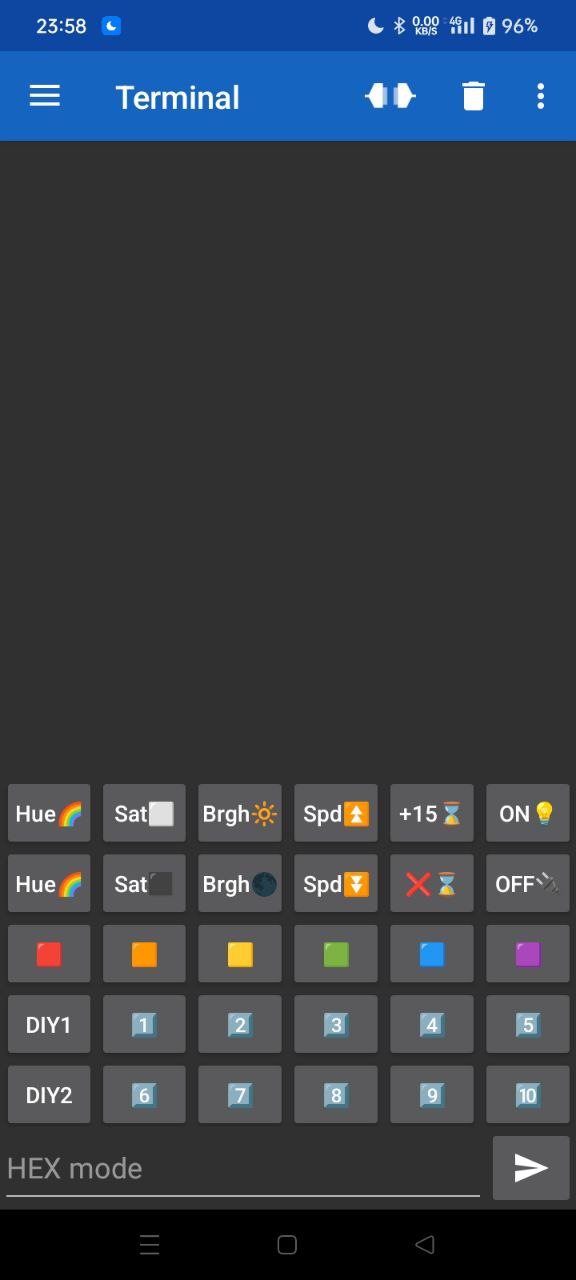 23:58 0.00 KB/S 4G 96%
Terminal
Hue🌈 Sat⬜ Brgh🔆 Spd⏫ +15⌛ ON💡
Hue🌈 Sat⬛ Brgh🌑 Spd⏬ ❌⌛ OFF🔌
DIY1 1 2 3 4 5
DIY2 6 7 8 9 10
HEX mode